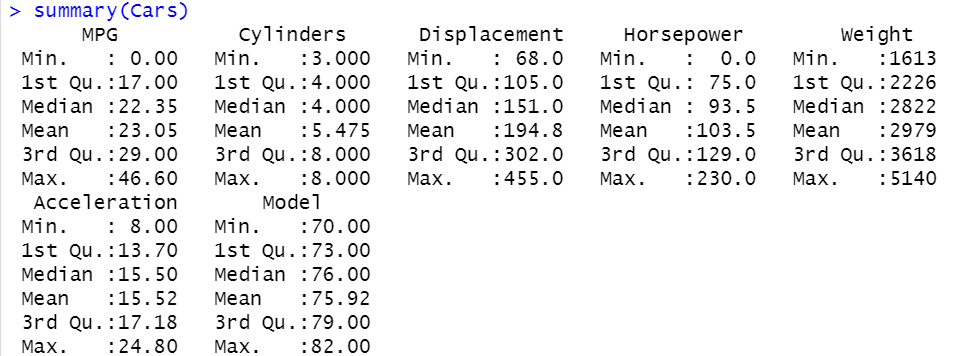 > summary(Cars)
      MPG          Cylinders      Displacement     Horsepower        Weight
 Min.   : 0.00   Min.   :3.000   Min.   : 68.0   Min.   :  0.0   Min.   :1613
 1st Qu.:17.00   1st Qu.:4.000   1st Qu.:105.0   1st Qu.: 75.0   1st Qu.:2226
 Median :22.35   Median :4.000   Median :151.0   Median : 93.5   Median :2822
 Mean   :23.05   Mean   :5.475   Mean   :194.8   Mean   :103.5   Mean   :2979
 3rd Qu.:29.00   3rd Qu.:8.000   3rd Qu.:302.0   3rd Qu.:129.0   3rd Qu.:3618
 Max.   :46.60   Max.   :8.000   Max.   :455.0   Max.   :230.0   Max.   :5140
  Acceleration       Model
 Min.   : 8.00   Min.   :70.00
 1st Qu.:13.70   1st Qu.:73.00
 Median :15.50   Median :76.00
 Mean   :15.52   Mean   :75.92
 3rd Qu.:17.18   3rd Qu.:79.00
 Max.   :24.80   Max.   :82.00